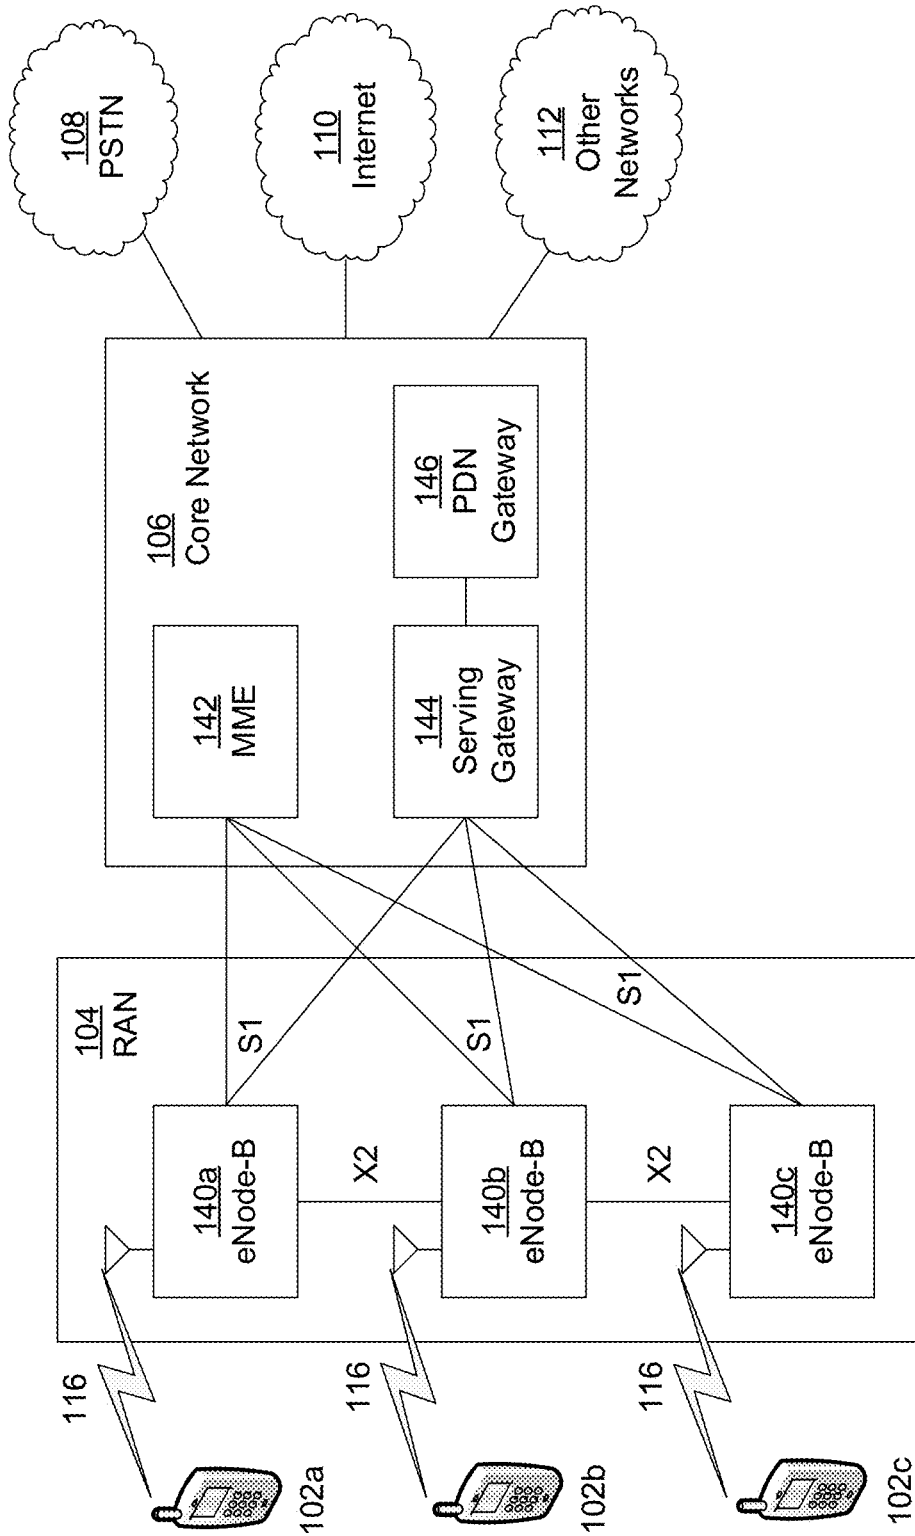 102a
116
104
RAN
140a
eNode-B
S1
142
MME
106
Core Network
108
PSTN
X2
102b
116
140b
eNode-B
S1
144
Serving
Gateway
146
PDN
Gateway
110
Internet
X2
102c
116
140c
eNode-B
S1
112
Other
Networks